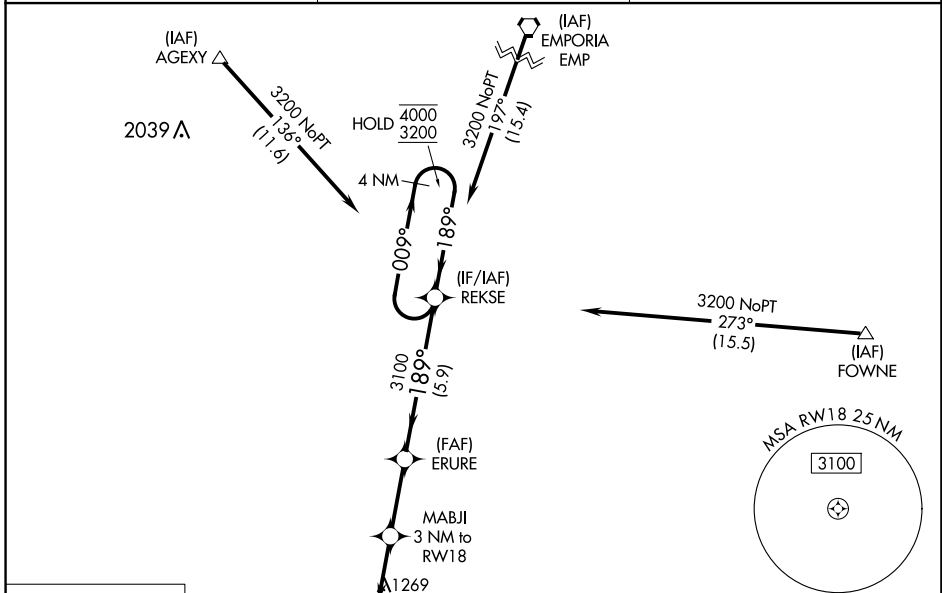 (IAF)
AGEXY
3200 NoPT
136°
(11.6)
2039
HOLD
4000
3200
4 NM
(IAF)
EMPORIA
EMP
3200 NoPT
197°
(15.4)
009°
189°
(IF/IAF)
REKSE
3200 NoPT
273°
(15.5)
(IAF)
FOWNE
3100
189°
(5.9)
(FAF)
ERURE
MABJI
3 NM to
RW18
1269
MSA RW18 25 NM
3100